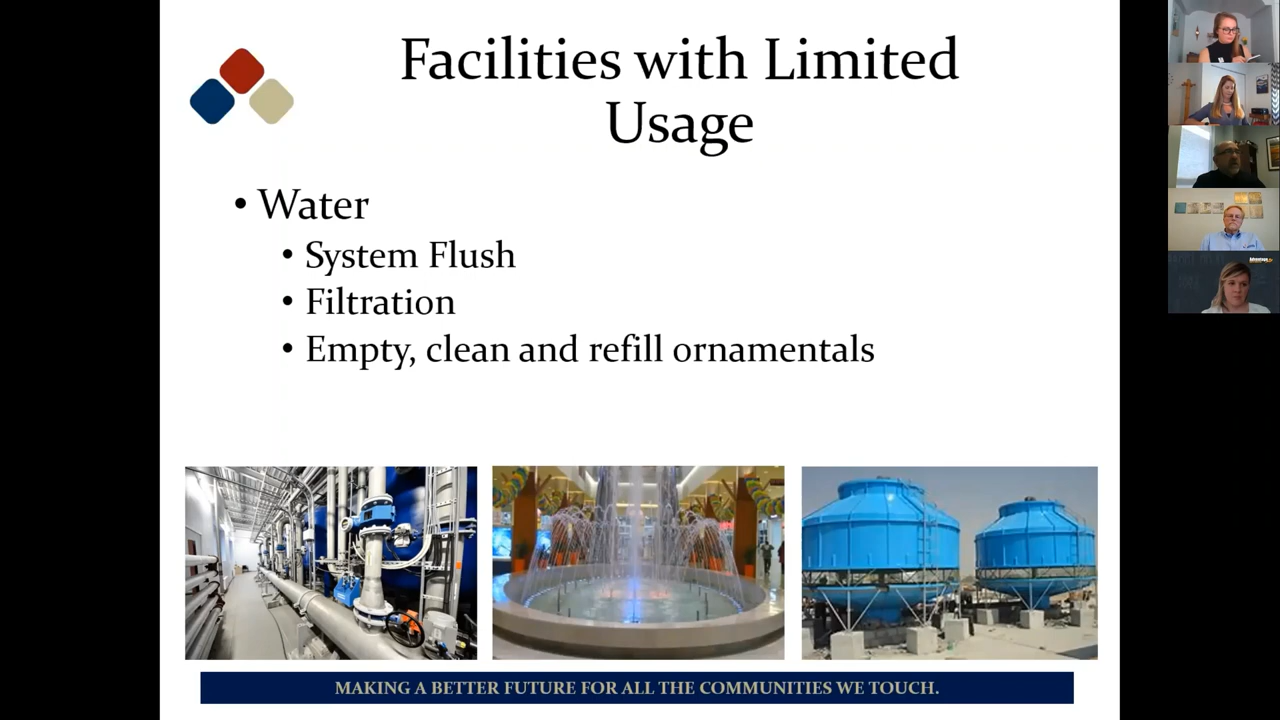 Facilities with Limited
Usage
• Water
• System Flush
• Filtration
• Empty, clean and refill ornamentals
MAKING A BETTER FUTURE FOR ALL THE COMMUNITIES WE TOUCH.
Advantage